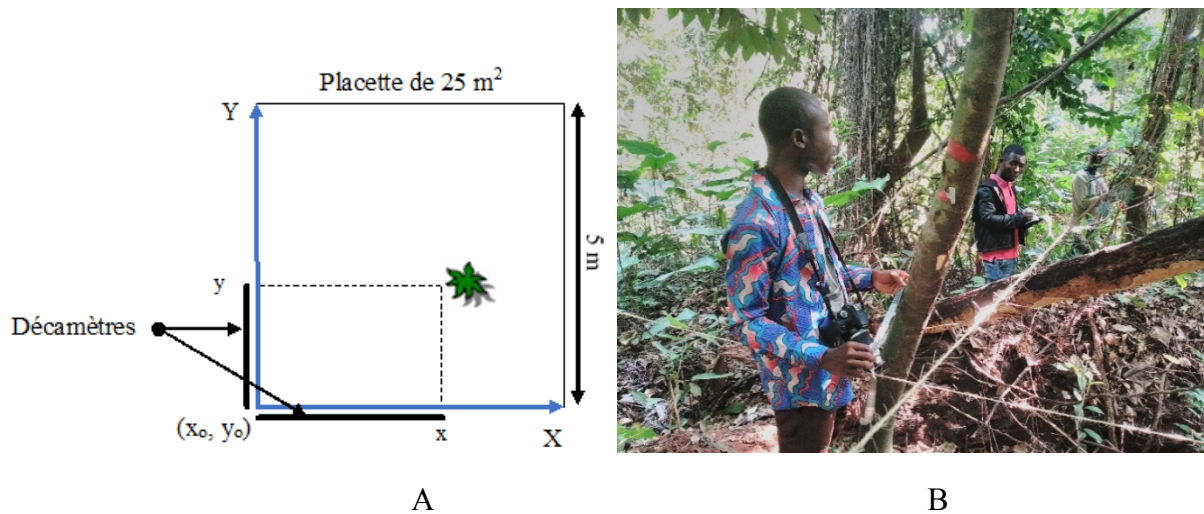 Placette de 25 m²
Y
5 m
y
Décamètres
(xₒ, yₒ)
x
X
A
B